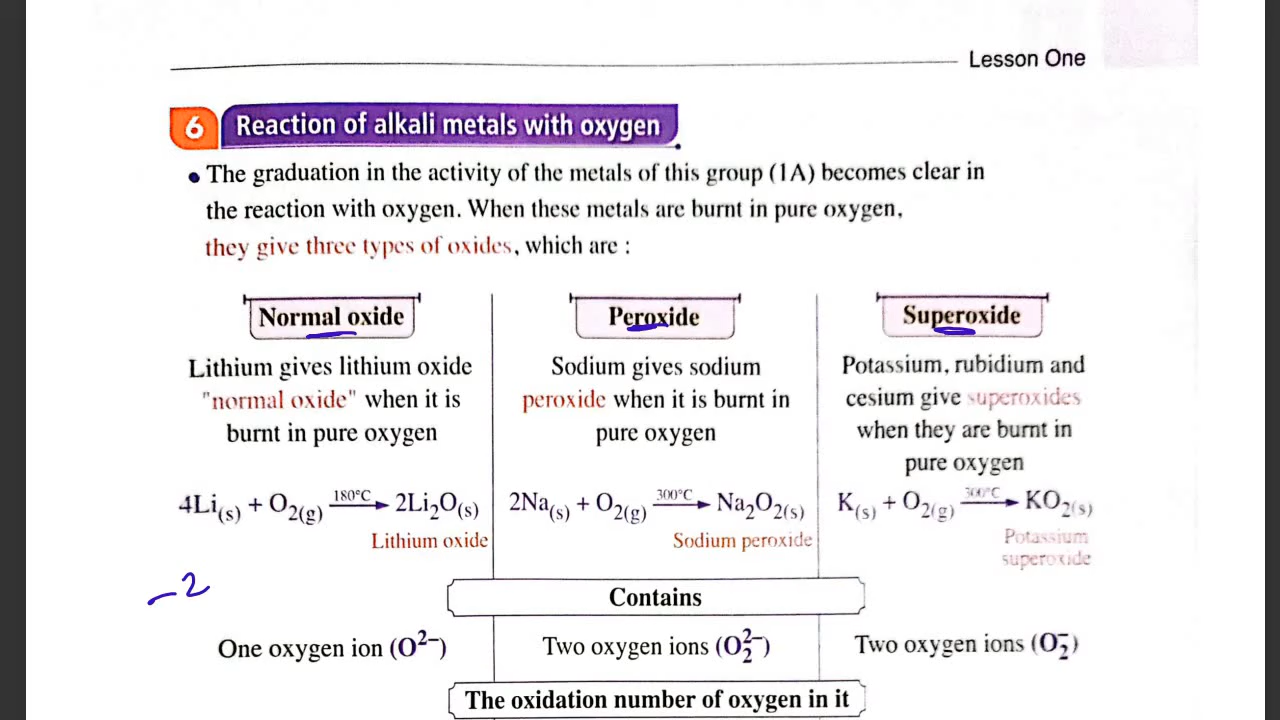 Lesson One
6 Reaction of alkali metals with oxygen
• The graduation in the activity of the metals of this group (1A) becomes clear in
the reaction with oxygen. When these metals are burnt in pure oxygen,
they give three types of oxides, which are :
Normal oxide
Lithium gives lithium oxide
"normal oxide" when it is
burnt in pure oxygen
4Li(s) + O2(g) 180°C → 2Li2O(s)
Lithium oxide
Peroxide
Sodium gives sodium
peroxide when it is burnt in
pure oxygen
2Na(s) + O2(g) 300°C → Na2O2(s)
Sodium peroxide
Superoxide
Potassium, rubidium and
cesium give superoxides
when they are burnt in
pure oxygen
K(s) + O2(g) 300°C → KO2(s)
Potassium
superoxide
-2
Contains
One oxygen ion (O²⁻)
Two oxygen ions (O₂²⁻)
Two oxygen ions (O₂⁻)
The oxidation number of oxygen in it